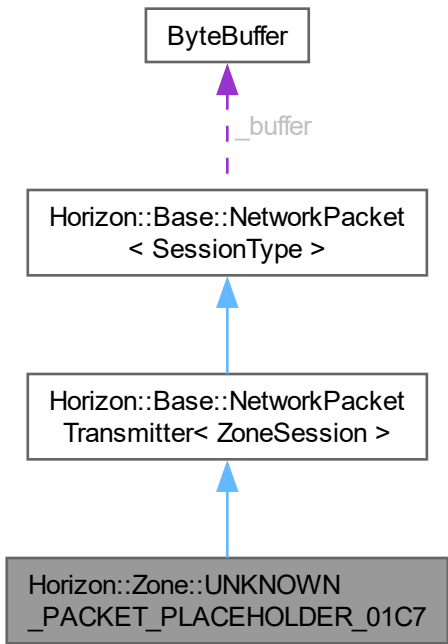 ByteBuffer
_buffer
Horizon::Base::NetworkPacket
< SessionType >
Horizon::Base::NetworkPacket
Transmitter< ZoneSession >
Horizon::Zone::UNKNOWN
_PACKET_PLACEHOLDER_01C7